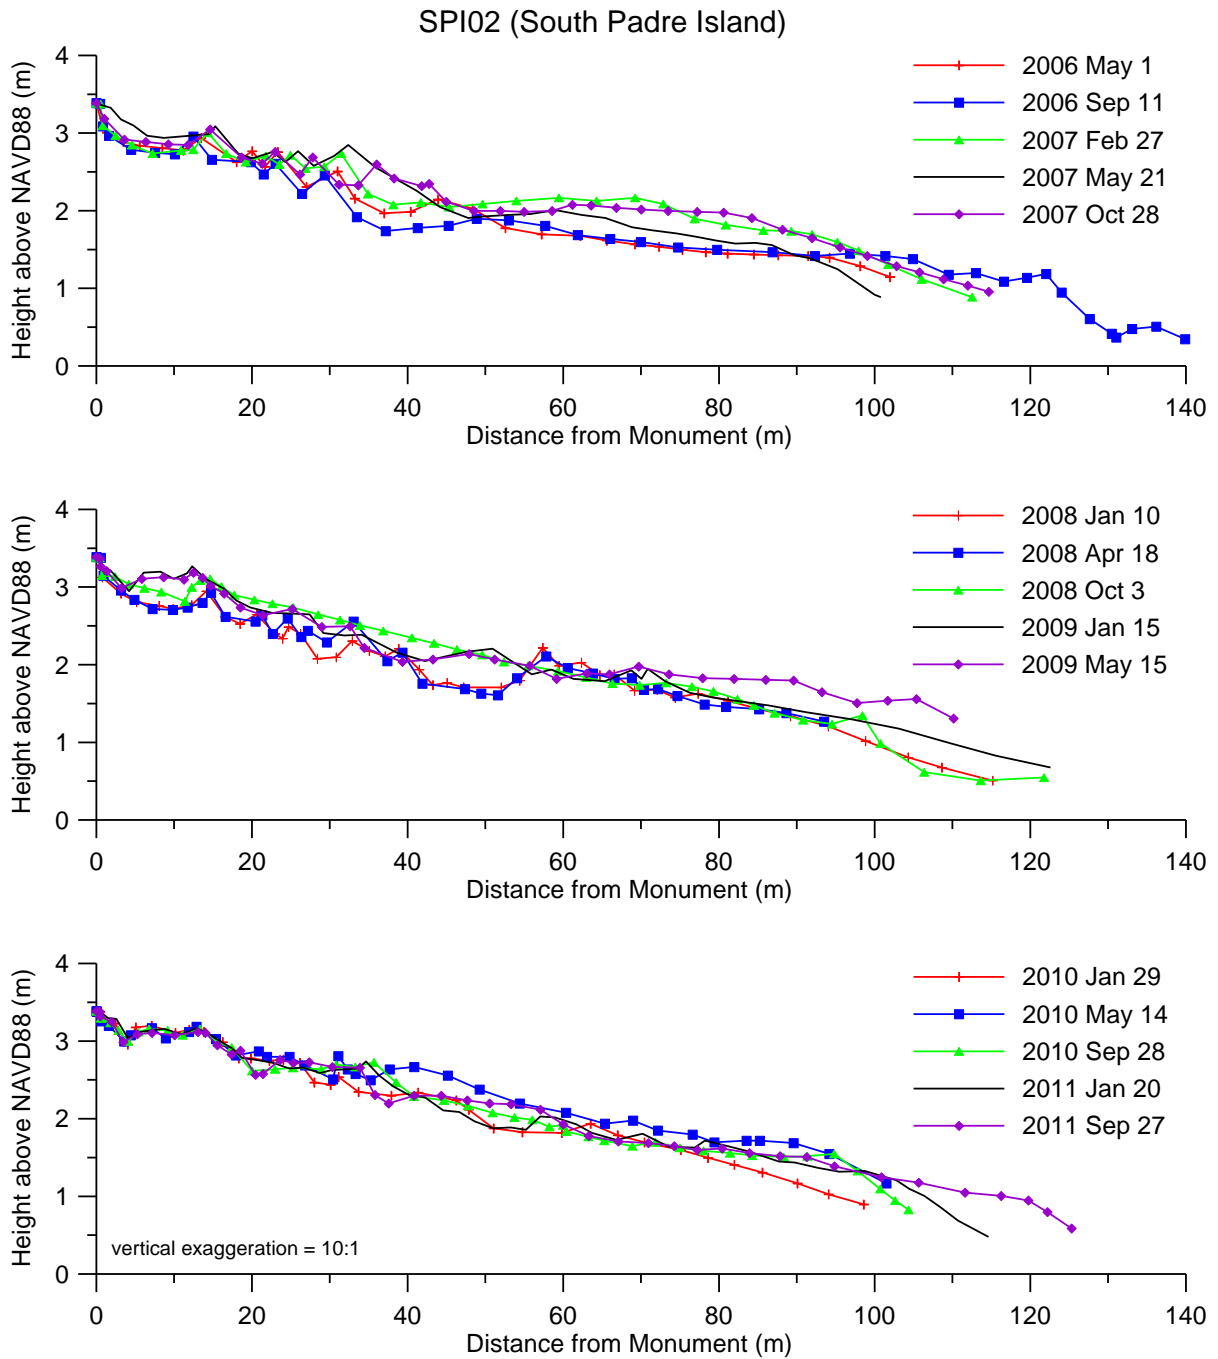 SPI02 (South Padre Island)
4
3
2
1
0
Height above NAVD88 (m)
2006 May 1
2006 Sep 11
2007 Feb 27
2007 May 21
2007 Oct 28
0 20 40 60 80 100 120 140
Distance from Monument (m)
4
3
2
1
0
Height above NAVD88 (m)
2008 Jan 10
2008 Apr 18
2008 Oct 3
2009 Jan 15
2009 May 15
0 20 40 60 80 100 120 140
Distance from Monument (m)
4
3
2
1
0
Height above NAVD88 (m)
2010 Jan 29
2010 May 14
2010 Sep 28
2011 Jan 20
2011 Sep 27
vertical exaggeration = 10:1
0 20 40 60 80 100 120 140
Distance from Monument (m)